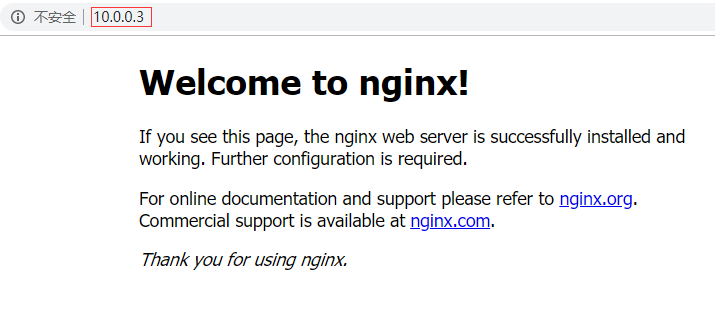 不安全 | 10.0.0.3
Welcome to nginx!
If you see this page, the nginx web server is successfully installed and
working. Further configuration is required.
For online documentation and support please refer to nginx.org.
Commercial support is available at nginx.com.
Thank you for using nginx.